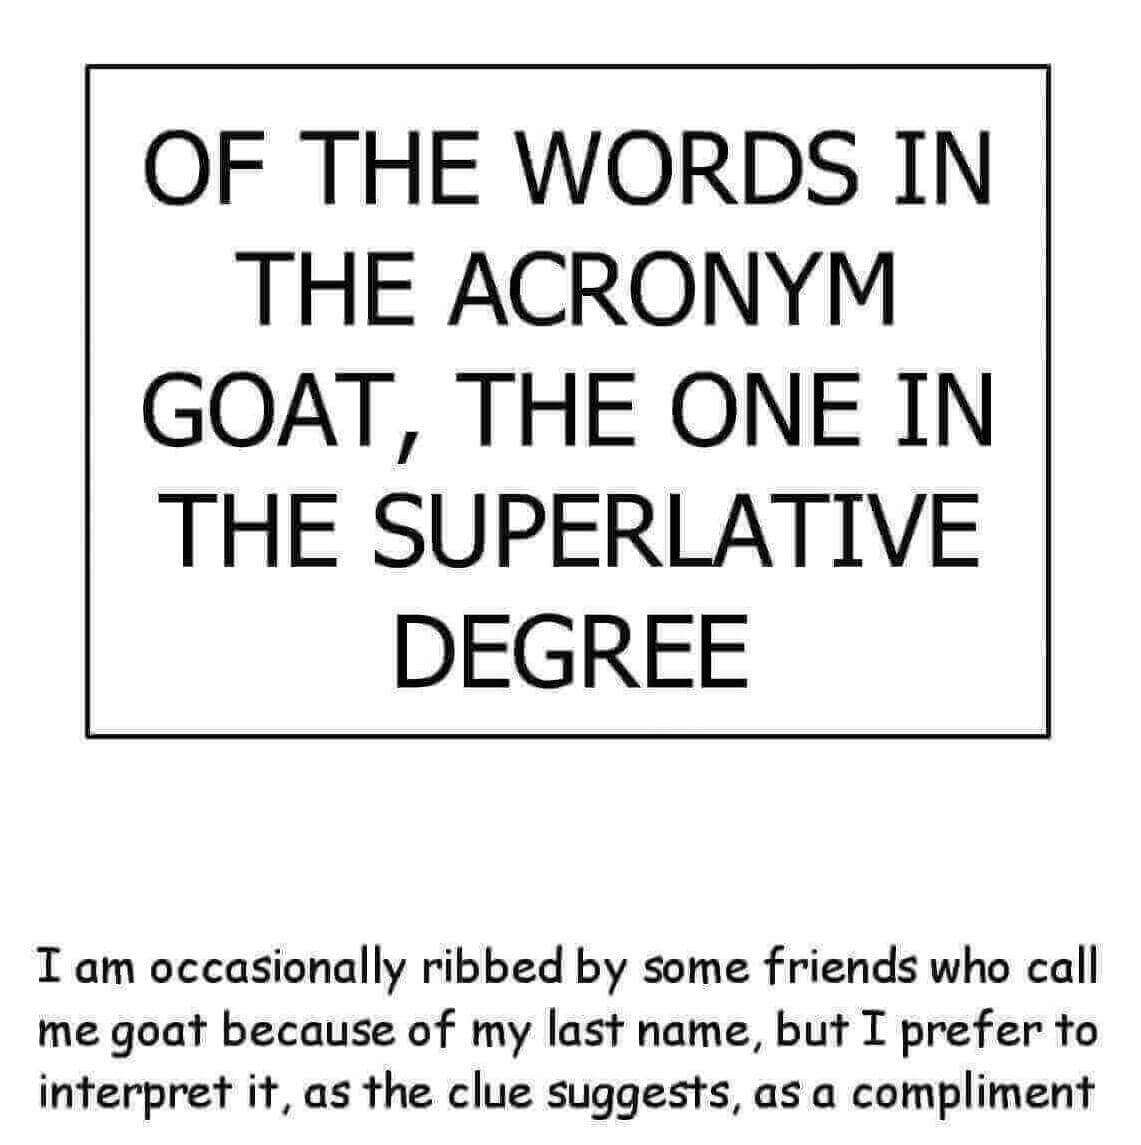 OF THE WORDS IN
THE ACRONYM
GOAT, THE ONE IN
THE SUPERLATIVE
DEGREE
I am occasionally ribbed by some friends who call
me goat because of my last name, but I prefer to
interpret it, as the clue suggests, as a compliment